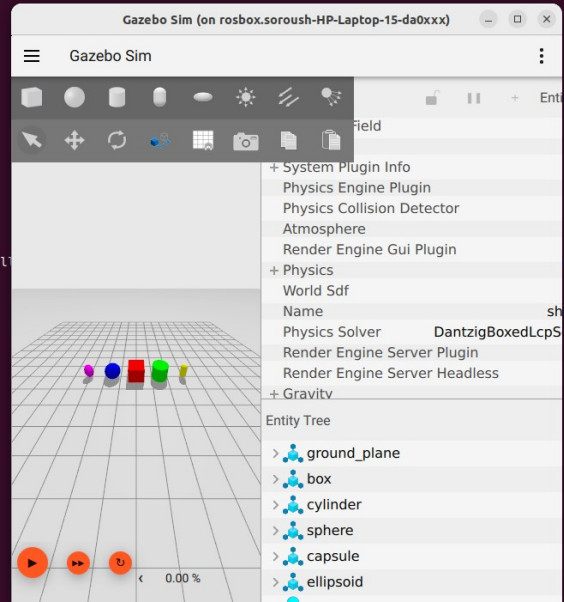 Gazebo Sim (on rosbox.soroush-HP-Laptop-15-da0xxx)
Gazebo Sim
Enti
Field
+ System Plugin Info
Physics Engine Plugin
Physics Collision Detector
Atmosphere
Render Engine Gui Plugin
+ Physics
World Sdf
Name sh
Physics Solver DantzigBoxedLcpS
Render Engine Server Plugin
Render Engine Server Headless
+ Gravity
Entity Tree
ground_plane
box
cylinder
sphere
capsule
ellipsoid
0.00 %